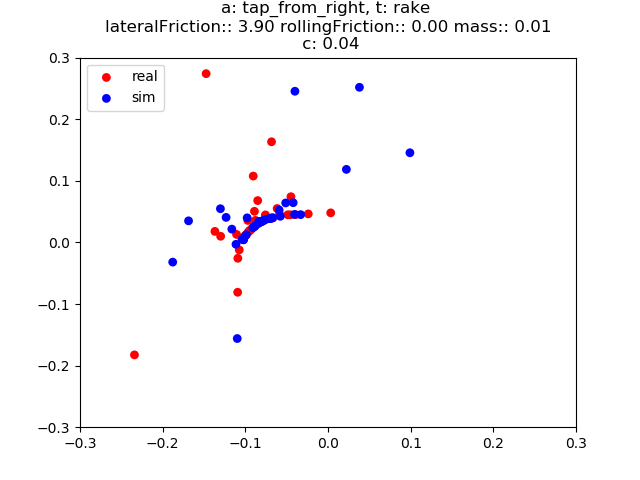 a: tap_from_right, t: rake
lateralFriction:: 3.90 rollingFriction:: 0.00 mass:: 0.01
c: 0.04
real
sim
0.3
0.2
0.1
0.0
−0.1
−0.2
−0.3
−0.3 −0.2 −0.1 0.0 0.1 0.2 0.3